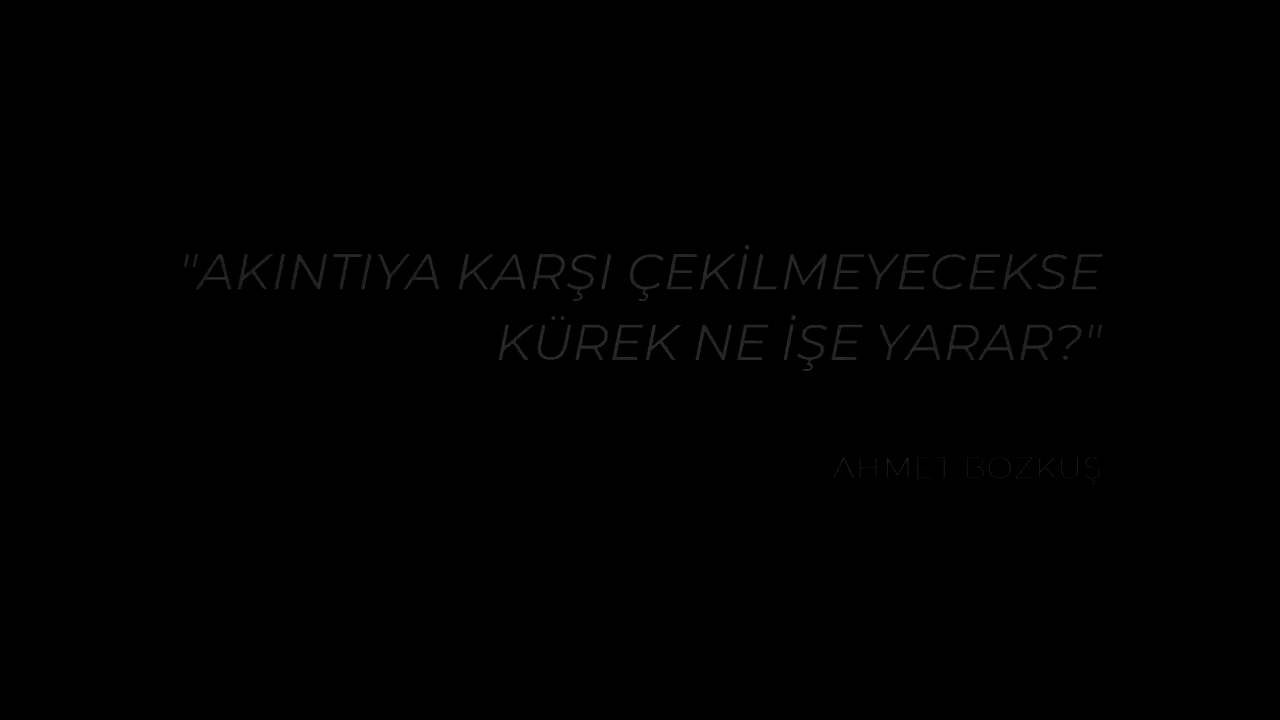 "AKINTIYA KARŞI ÇEKİLMEYECEKSE
KÜREK NE İŞE YARAR?"
AHMET BOZKUŞ